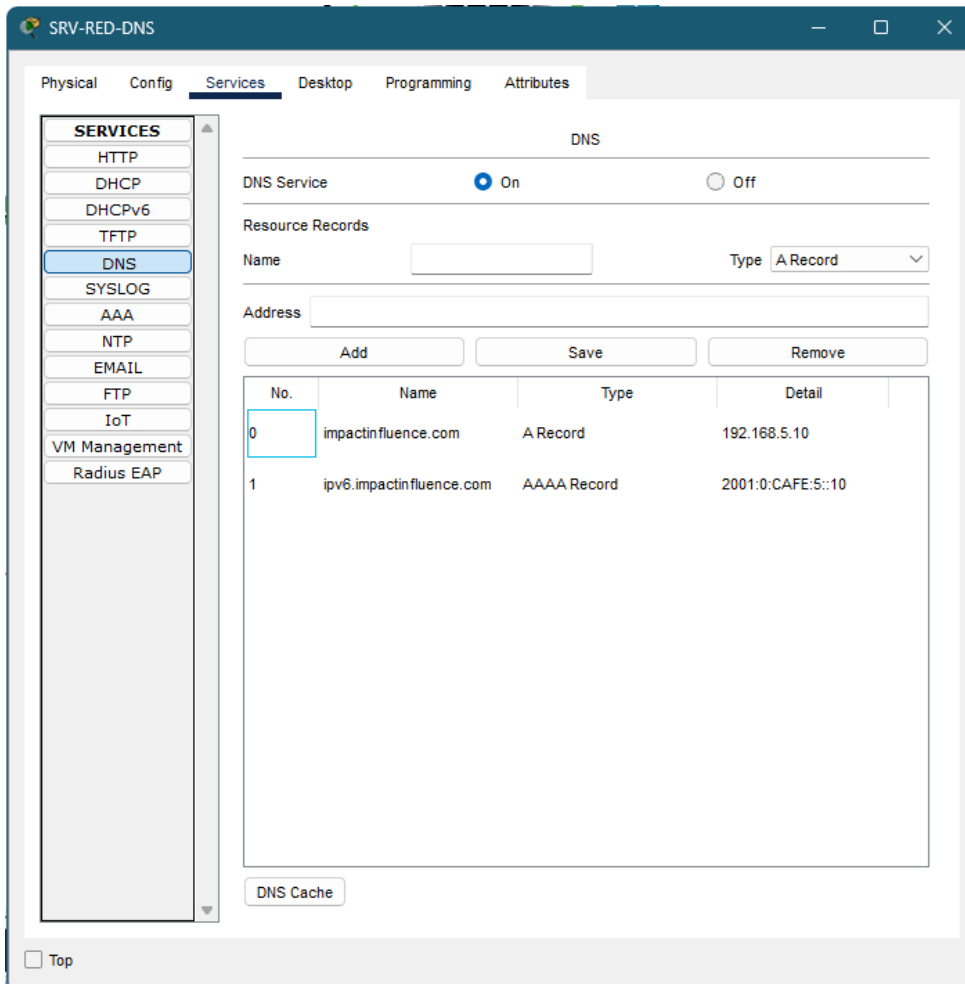 SRV-RED-DNS
Physical Config Services Desktop Programming Attributes
SERVICES
HTTP
DHCP
DHCPv6
TFTP
DNS
SYSLOG
AAA
NTP
EMAIL
FTP
IoT
VM Management
Radius EAP
DNS
DNS Service On Off
Resource Records
Name Type A Record
Address
Add Save Remove
No. Name Type Detail
0 impactinfluence.com A Record 192.168.5.10
1 ipv6.impactinfluence.com AAAA Record 2001:0:CAFE:5::10
DNS Cache
Top